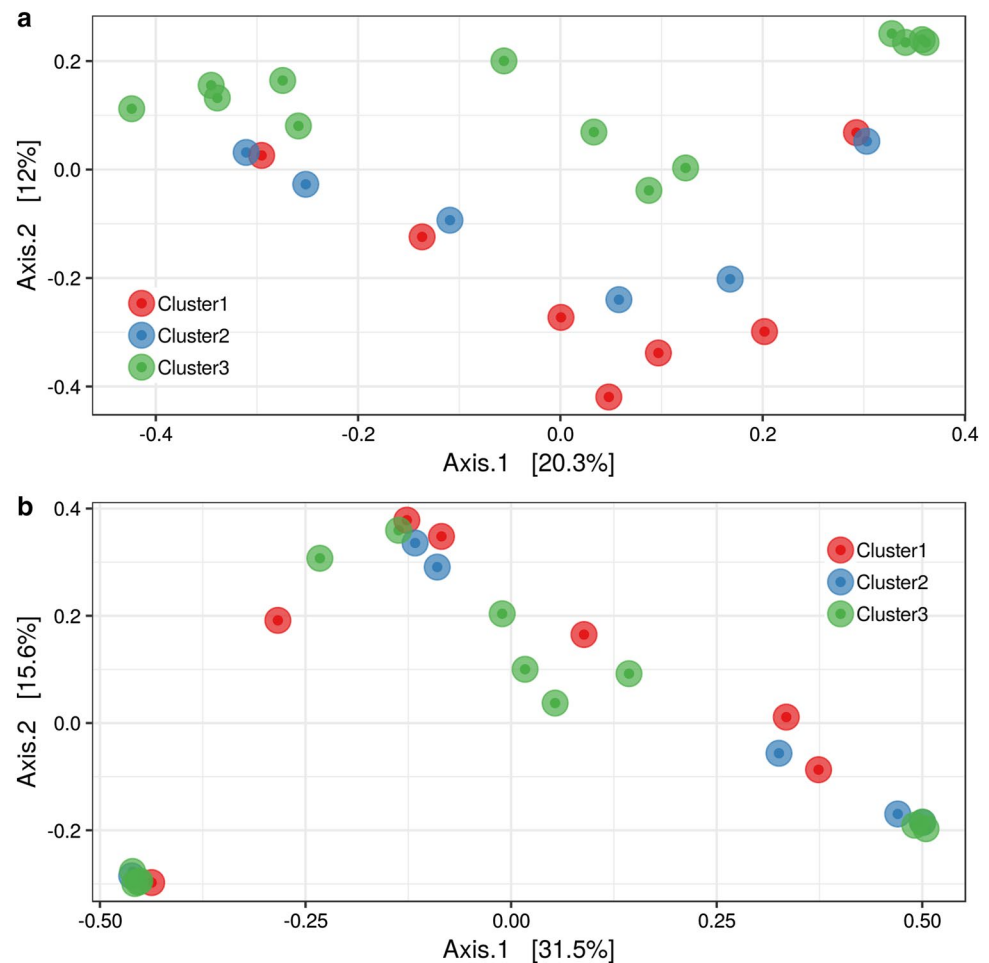 a
0.2
0.0
-0.2
-0.4
Axis.2 [12%]
Cluster1
Cluster2
Cluster3
-0.4 -0.2 0.0 0.2 0.4
Axis.1 [20.3%]
b
0.4
0.2
0.0
-0.2
Axis.2 [15.6%]
Cluster1
Cluster2
Cluster3
-0.50 -0.25 0.00 0.25 0.50
Axis.1 [31.5%]